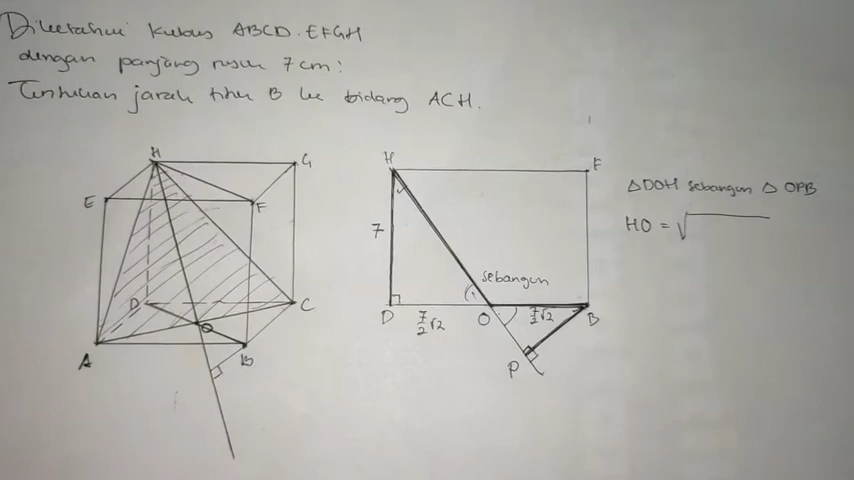 Diketahui kubus ABCD.EFGH
dengan panjang rusuk 7 cm:
Tentukan jarak titik B ke bidang ACH.
H
G
E
F
D
C
O
A
B
H
F
7
sebangun
D
7/2 √2
O
7/2 √2
B
P
△DOH sebangun △ OPB
HO = √